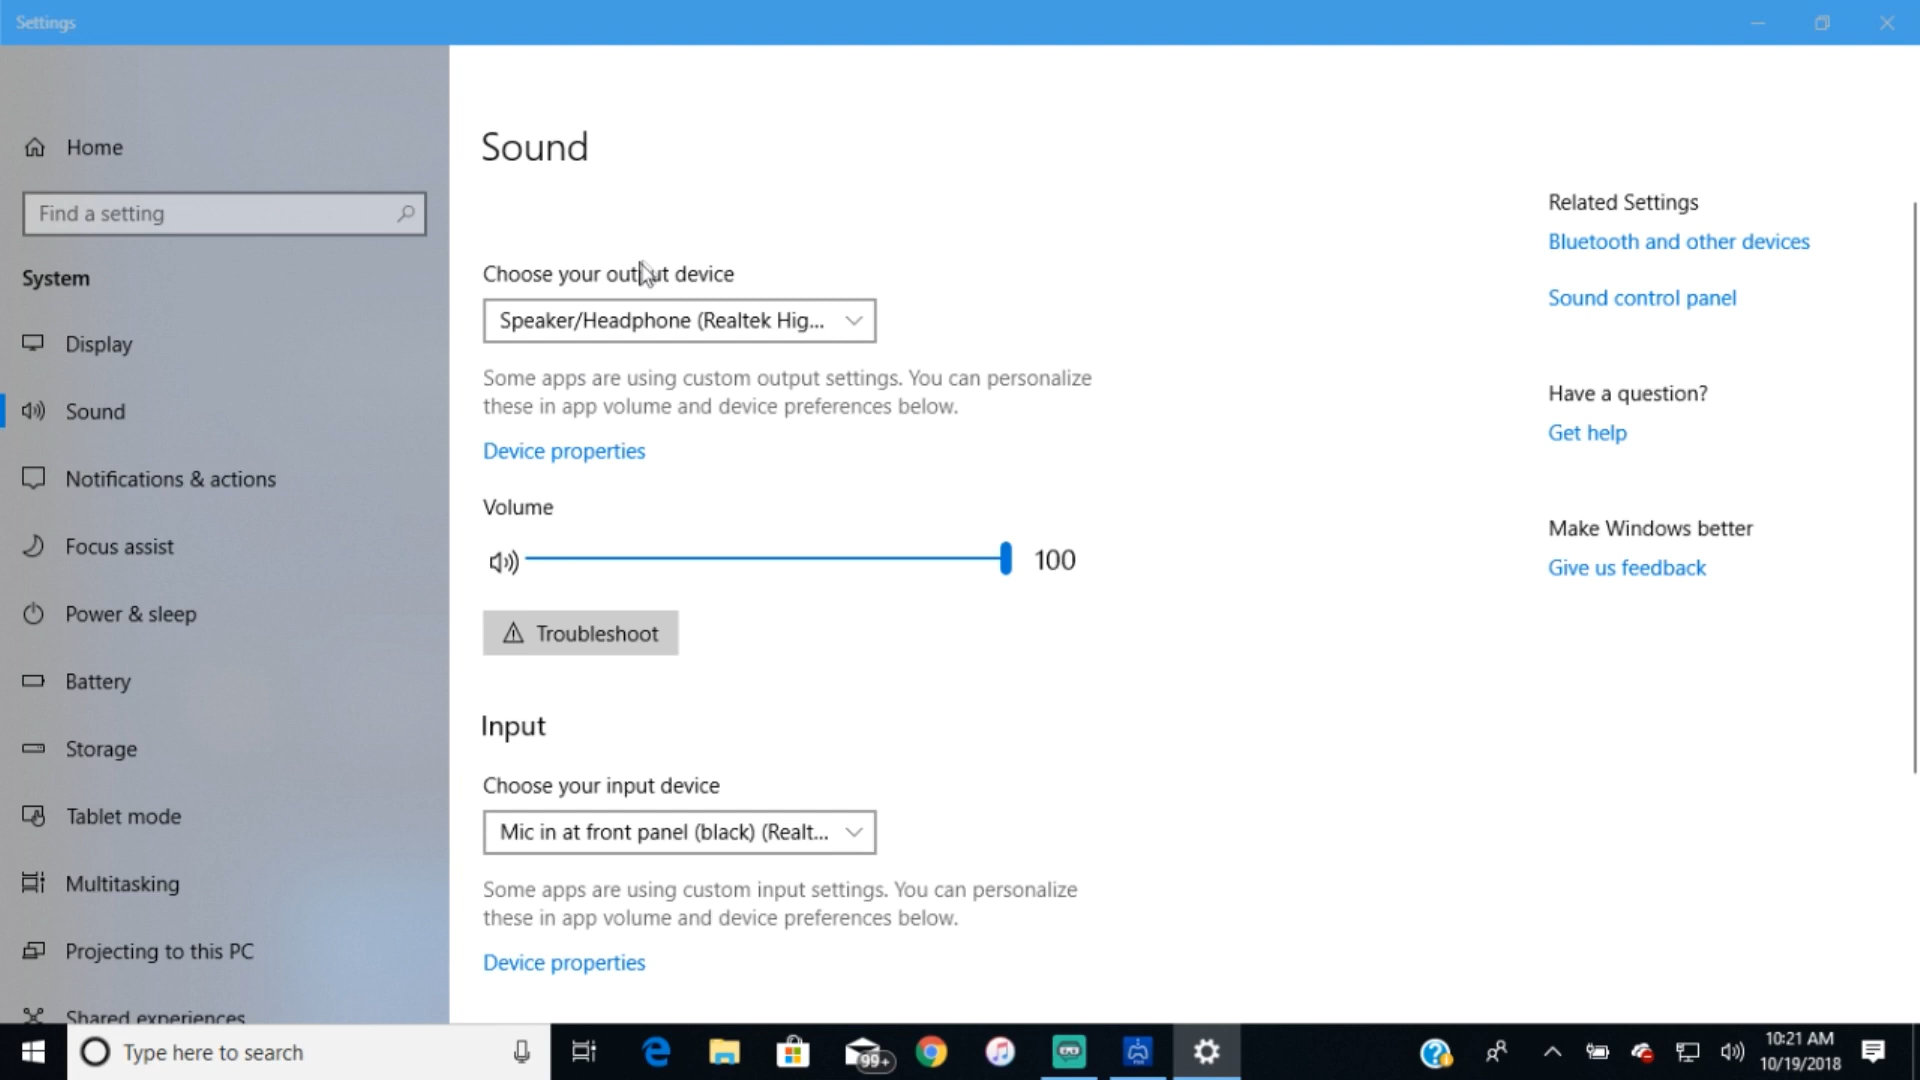 Settings
Home
Find a setting
System
Display
Sound
Notifications & actions
Focus assist
Power & sleep
Battery
Storage
Tablet mode
Multitasking
Projecting to this PC
Shared experiences
Sound
Choose your output device
Speaker/Headphone (Realtek Hig...
Some apps are using custom output settings. You can personalize
these in app volume and device preferences below.
Device properties
Volume
100
Troubleshoot
Input
Choose your input device
Mic in at front panel (black) (Realt...
Some apps are using custom input settings. You can personalize
these in app volume and device preferences below.
Device properties
Related Settings
Bluetooth and other devices
Sound control panel
Have a question?
Get help
Make Windows better
Give us feedback
Type here to search
99+
10:21 AM
10/19/2018